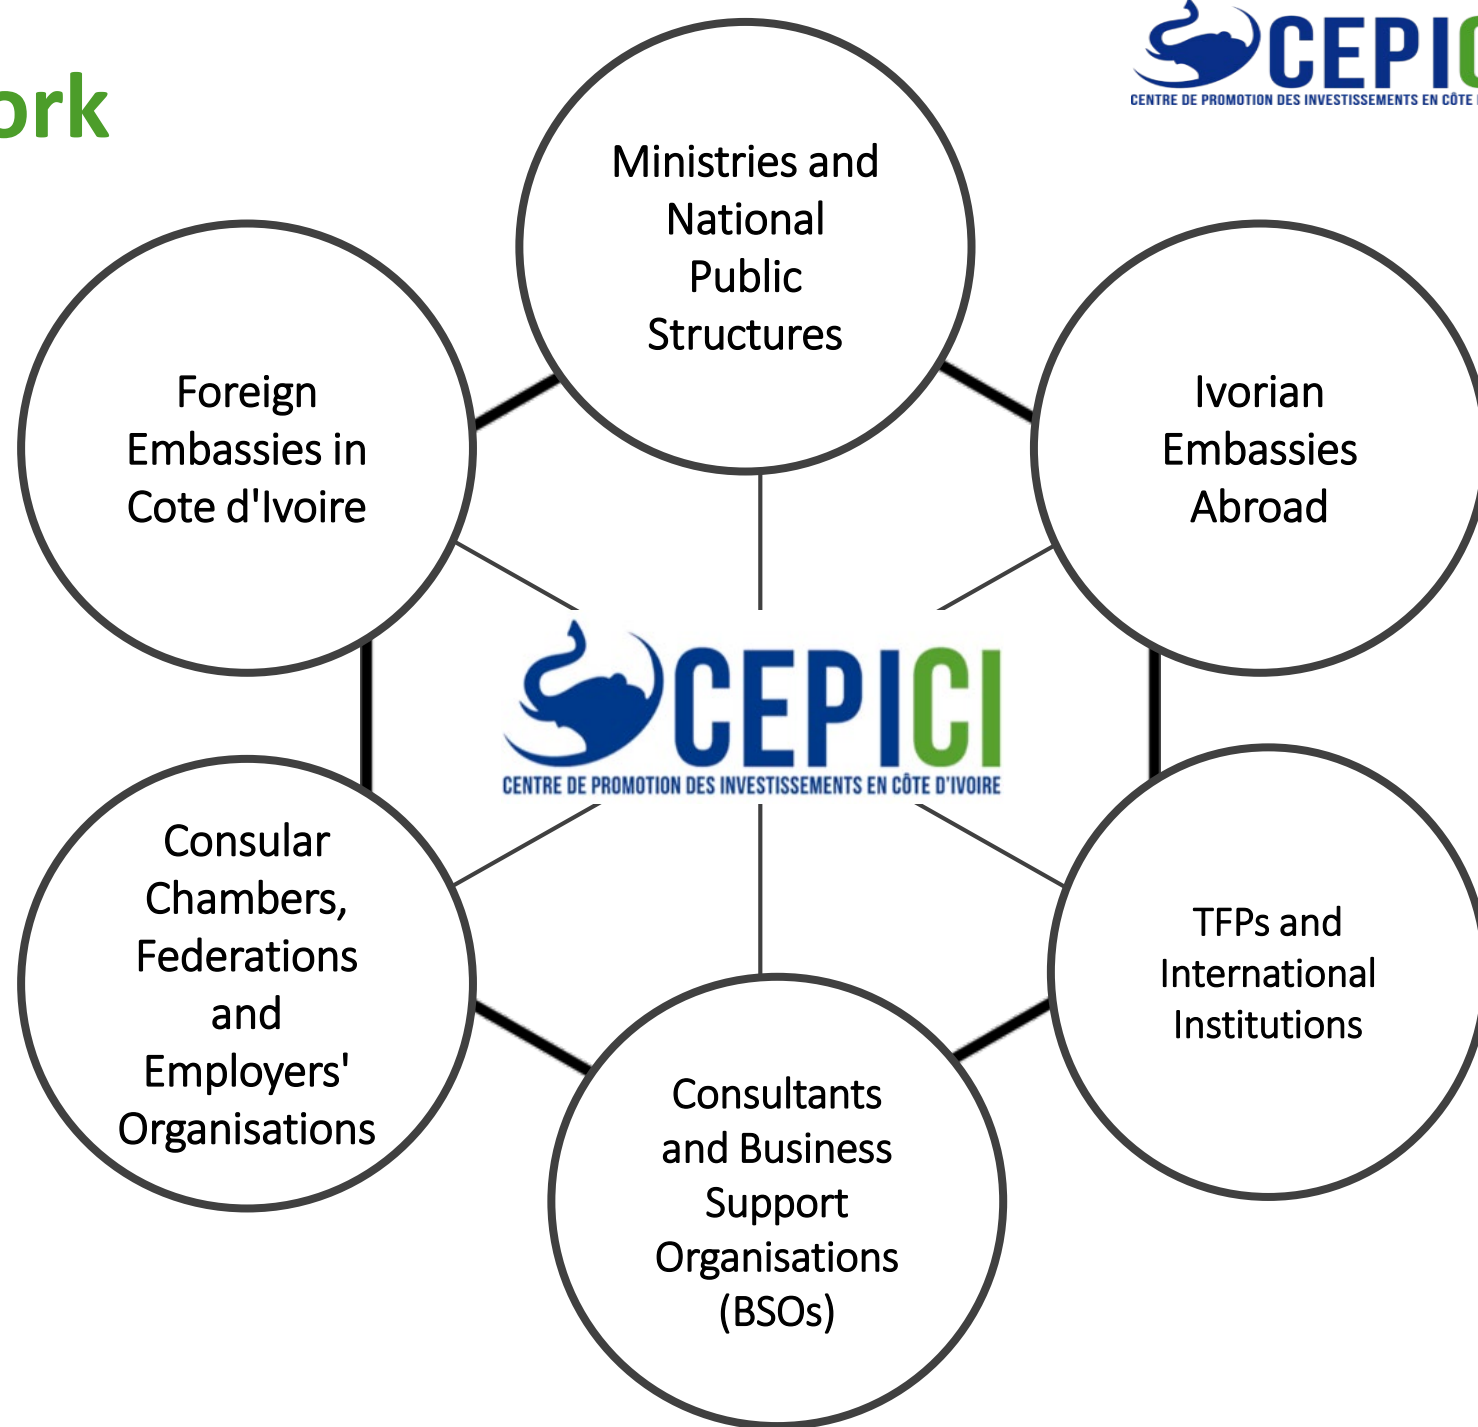 ork
CEPIC
CENTRE DE PROMOTION DES INVESTISSEMENTS EN CÔTE
Ministries and
National
Public
Structures
Foreign
Embassies in
Cote d'Ivoire
Ivorian
Embassies
Abroad
CEPICI
CENTRE DE PROMOTION DES INVESTISSEMENTS EN CÔTE D'IVOIRE
Consular
Chambers,
Federations
and
Employers'
Organisations
TFPs and
International
Institutions
Consultants
and Business
Support
Organisations
(BSOs)